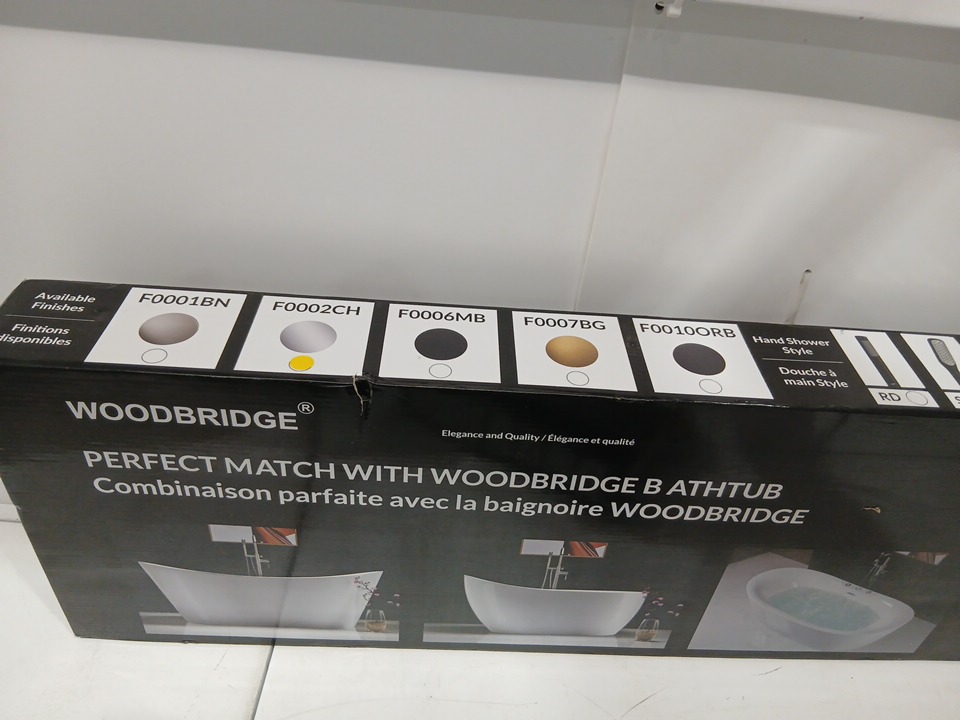 Available
Finishes
Finitions
disponibles
F0001BN
F0002CH
F0006MB
F0007BG
F0010ORB
Hand Shower
Style
Douche à
main Style
RD
WOODBRIDGE®
Elegance and Quality / Élégance et qualité
PERFECT MATCH WITH WOODBRIDGE B ATHTUB
Combinaison parfaite avec la baignoire WOODBRIDGE